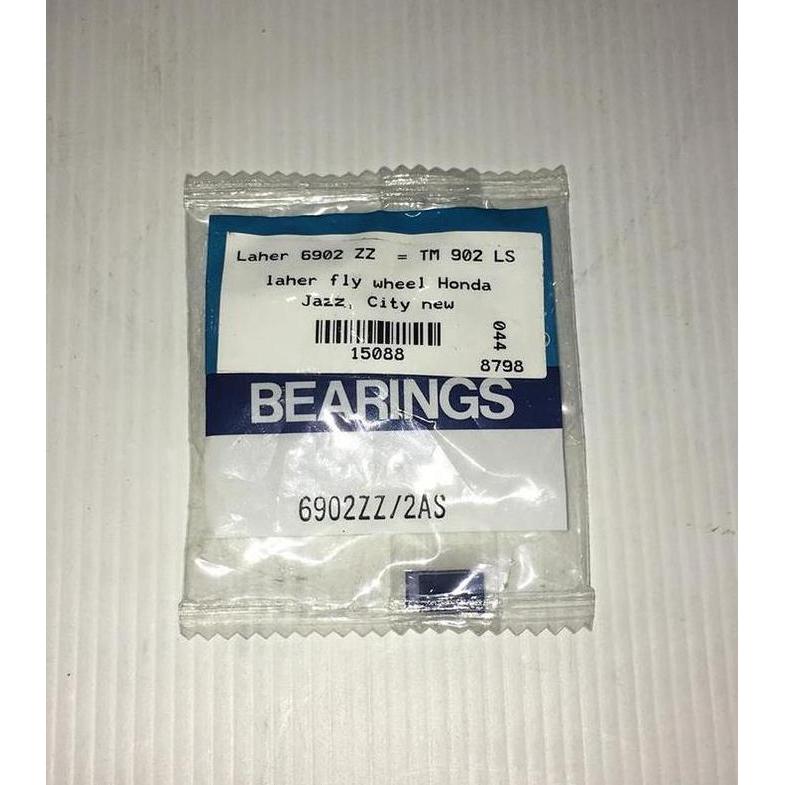 Laher 6902 ZZ = TM 902 LS
laher fly wheel Honda
Jazz, City new
15088
044
8798
BEARINGS
6902ZZ/2AS